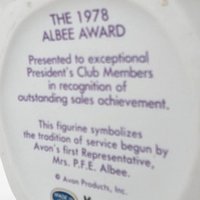 THE 1978
ALBEE AWARD
Presented to exceptional
President's Club Members
in recognition of
outstanding sales achievement.
This figurine symbolizes
the tradition of service begun by
Avon's first Representative,
Mrs. P.F.E. Albee.
© Avon Products, Inc.
MADE